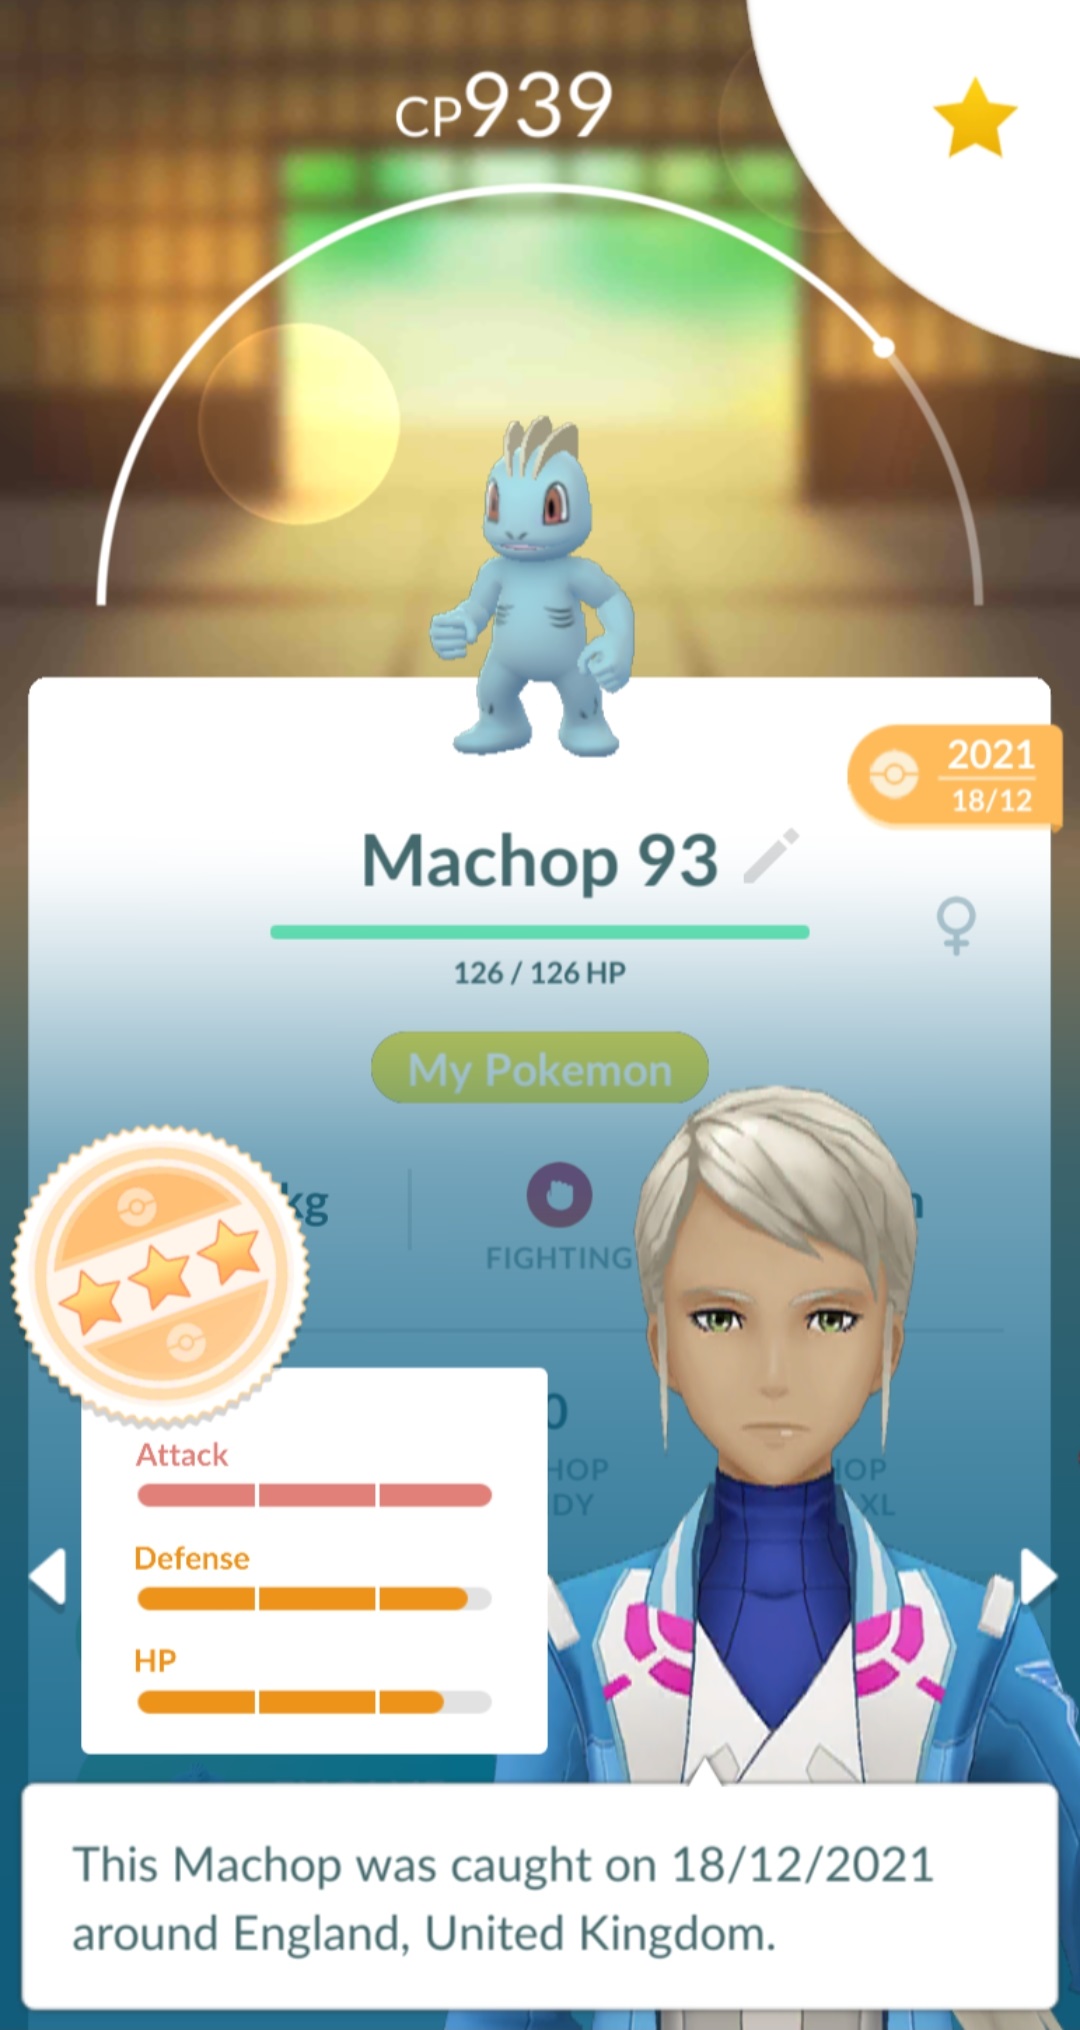 CP939
2021
18/12
Machop 93
126 / 126 HP
My Pokemon
kg
FIGHTING
Attack
Defense
HP
This Machop was caught on 18/12/2021
around England, United Kingdom.